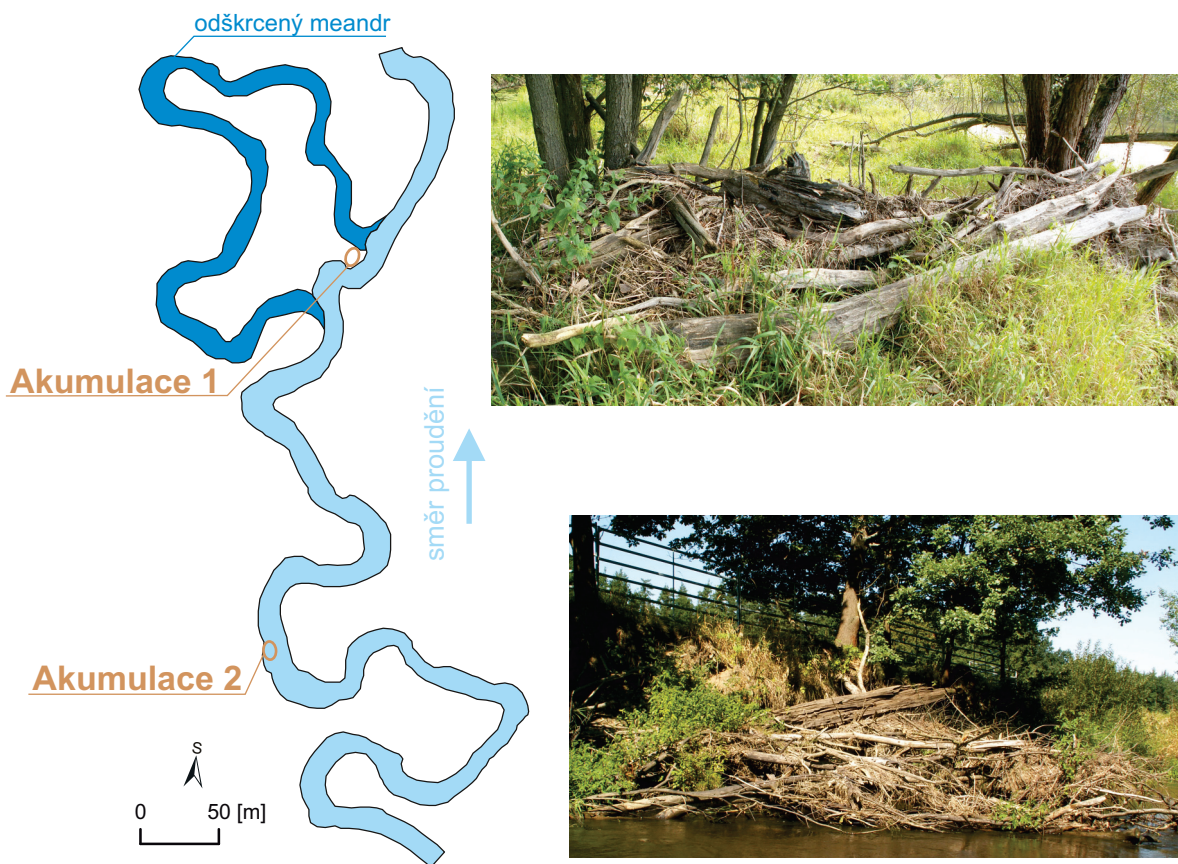 odškrcený meandr
Akumulace 1
směr proudění
Akumulace 2
S
0 50 [m]